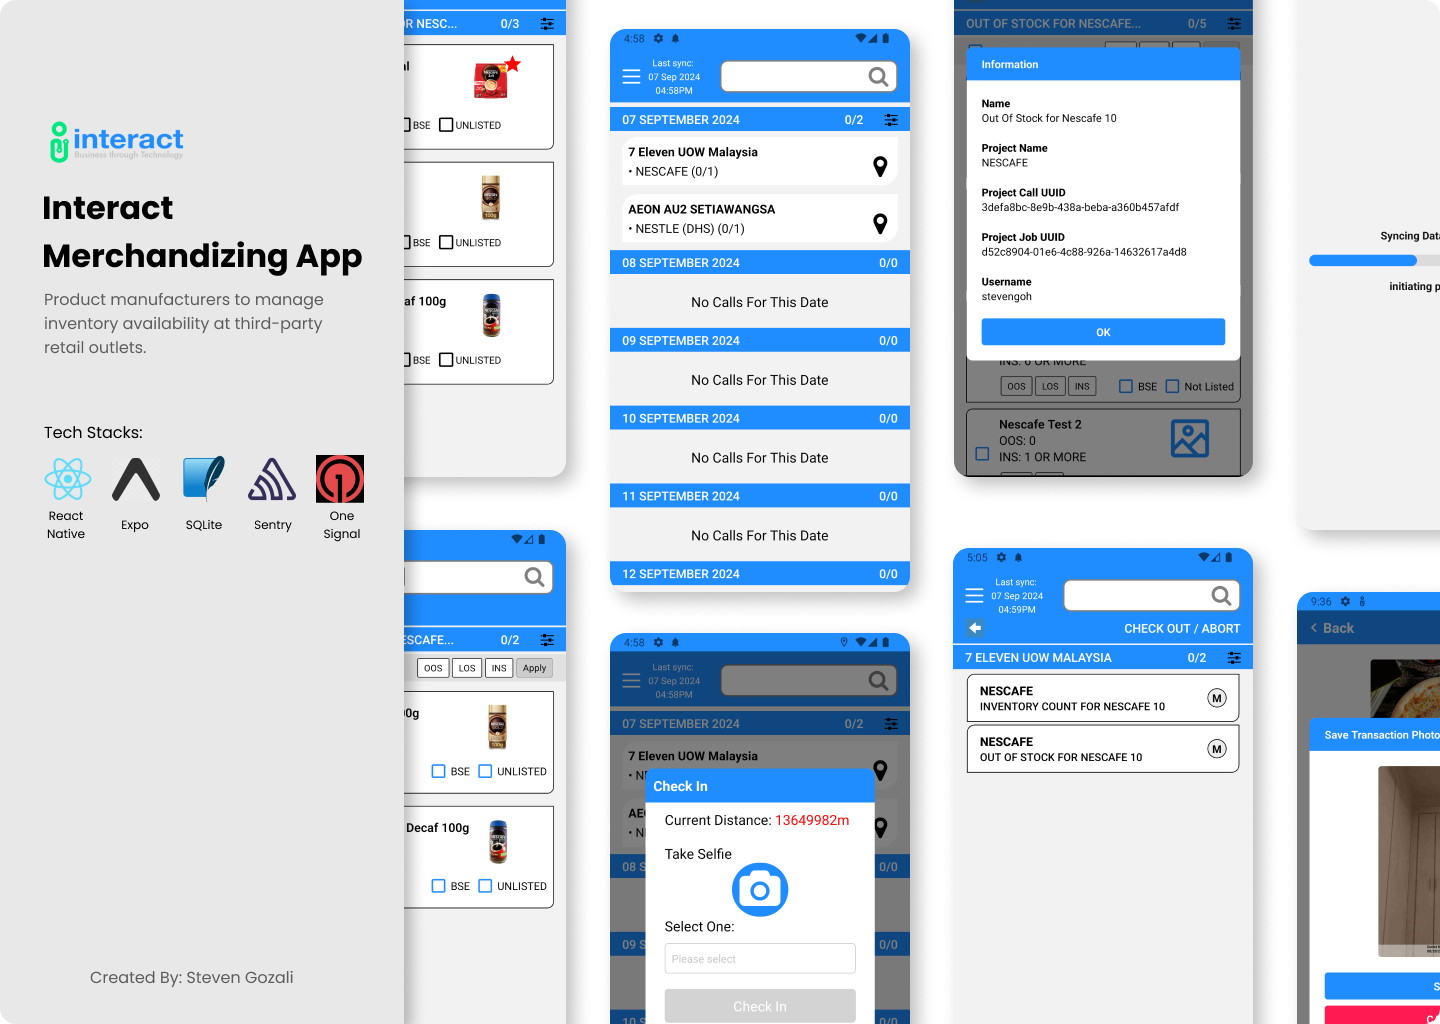 interact
Business through Technology
Interact
Merchandizing App
Product manufacturers to manage
inventory availability at third-party
retail outlets.
Tech Stacks:
React
Native
Expo
SQLite
Sentry
One
Signal
Created By: Steven Gozali
OR NESC... 0/3
BSE UNLISTED
100g
BSE UNLISTED
af 100g
BSE UNLISTED
ESCAFE... 0/2
OOS LOS INS Apply
00g
100g
BSE UNLISTED
Decaf 100g
BSE UNLISTED
4:58
Last sync:
07 Sep 2024
04:58PM
07 SEPTEMBER 2024 0/2
7 Eleven UOW Malaysia
• NESCAFE (0/1)
AEON AU2 SETIAWANGSA
• NESTLE (DHS) (0/1)
08 SEPTEMBER 2024 0/0
No Calls For This Date
09 SEPTEMBER 2024 0/0
No Calls For This Date
10 SEPTEMBER 2024 0/0
No Calls For This Date
11 SEPTEMBER 2024 0/0
No Calls For This Date
12 SEPTEMBER 2024 0/0
4:58
Last sync:
07 Sep 2024
04:58PM
07 SEPTEMBER 2024 0/2
7 Eleven UOW Malaysia
• NE
Check In
Current Distance: 13649982m
AEO
• NE
Take Selfie
08 S 0/0
Select One:
09 S 0/0
Please select
Check In
10 S 0/0
OUT OF STOCK FOR NESCAFE... 0/5
Information
Name
Out Of Stock for Nescafe 10
Project Name
NESCAFE
Project Call UUID
3defa8bc-8e9b-438a-beba-a360b457afdf
Project Job UUID
d52c8904-01e6-4c88-926a-14632617a4d8
Username
stevengoh
OK
INS: 6 OR MORE
OOS LOS INS BSE Not Listed
Nescafe Test 2
OOS: 0
INS: 1 OR MORE
5:05
Last sync:
07 Sep 2024
04:59PM
CHECK OUT / ABORT
7 ELEVEN UOW MALAYSIA 0/2
NESCAFE
INVENTORY COUNT FOR NESCAFE 10
M
NESCAFE
OUT OF STOCK FOR NESCAFE 10
M
Syncing Data
initiating p
9:36
Back
Save Transaction Photo
S
CA